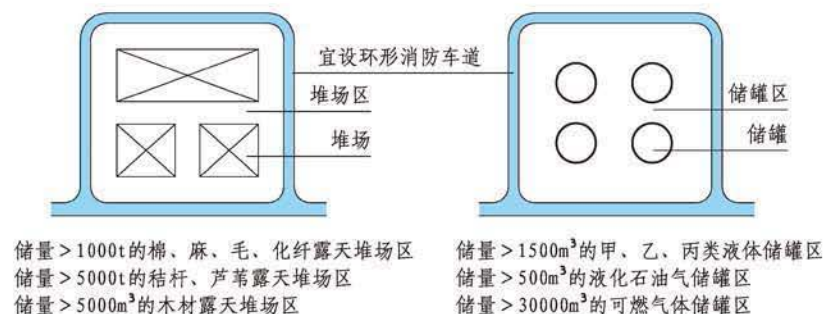 宜设环形消防车道
堆场区
堆场
储罐区
储罐
储量>1000t的棉、麻、毛、化纤露天堆场区
储量>5000t的秸杆、芦苇露天堆场区
储量>5000m³的木材露天堆场区
储量>1500m³的甲、乙、丙类液体储罐区
储量>500m³的液化石油气储罐区
储量>30000m³的可燃气体储罐区